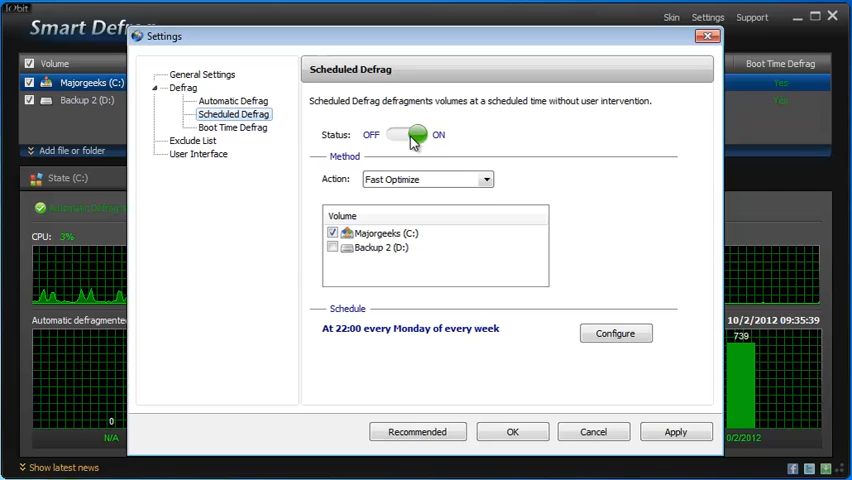 IObit
Smart Defrag
Skin Settings Support
Settings
Volume
Boot Time Defrag
Majorgeeks (C:)
Yes
Backup 2 (D:)
Yes
Add file or folder
State (C:)
CPU: 3%
Automatic defragmented
0
N/A
General Settings
Defrag
Automatic Defrag
Scheduled Defrag
Boot Time Defrag
Exclude List
User Interface
Scheduled Defrag
Scheduled Defrag defragments volumes at a scheduled time without user intervention.
Status: OFF ON
Method
Action: Fast Optimize
Volume
Majorgeeks (C:)
Backup 2 (D:)
Schedule
At 22:00 every Monday of every week
Configure
Recommended OK Cancel Apply
10/2/2012 09:35:39
739
0/2/2012
Show latest news